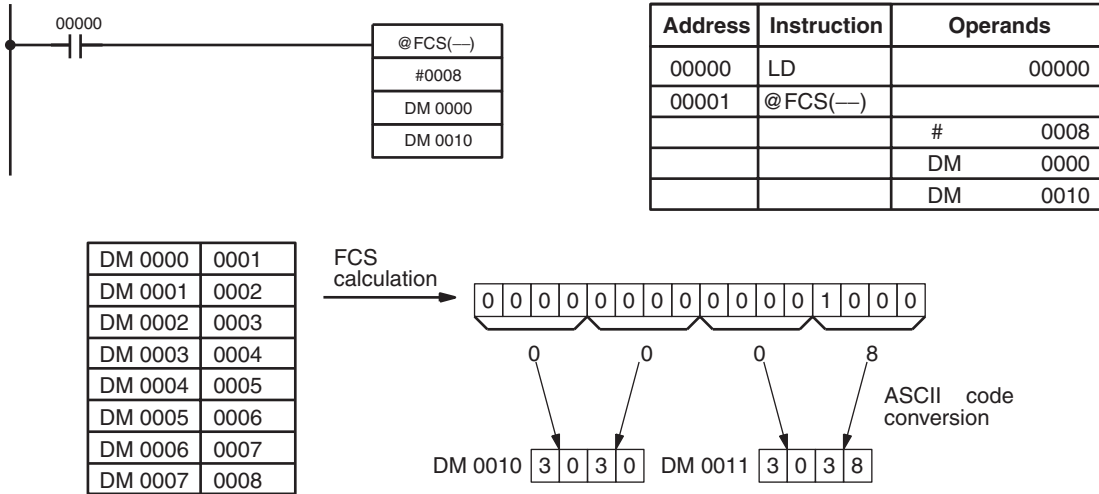 00000
@FCS(––)
#0008
DM 0000
DM 0010
Address Instruction Operands
00000 LD 00000
00001 @FCS(––)
# 0008
DM 0000
DM 0010
DM 0000 0001
DM 0001 0002
DM 0002 0003
DM 0003 0004
DM 0004 0005
DM 0005 0006
DM 0006 0007
DM 0007 0008
FCS
calculation
0 0 0 0 0 0 0 0 0 0 0 0 1 0 0 0
0 0 0 8
ASCII code
conversion
DM 0010 3 0 3 0 DM 0011 3 0 3 8